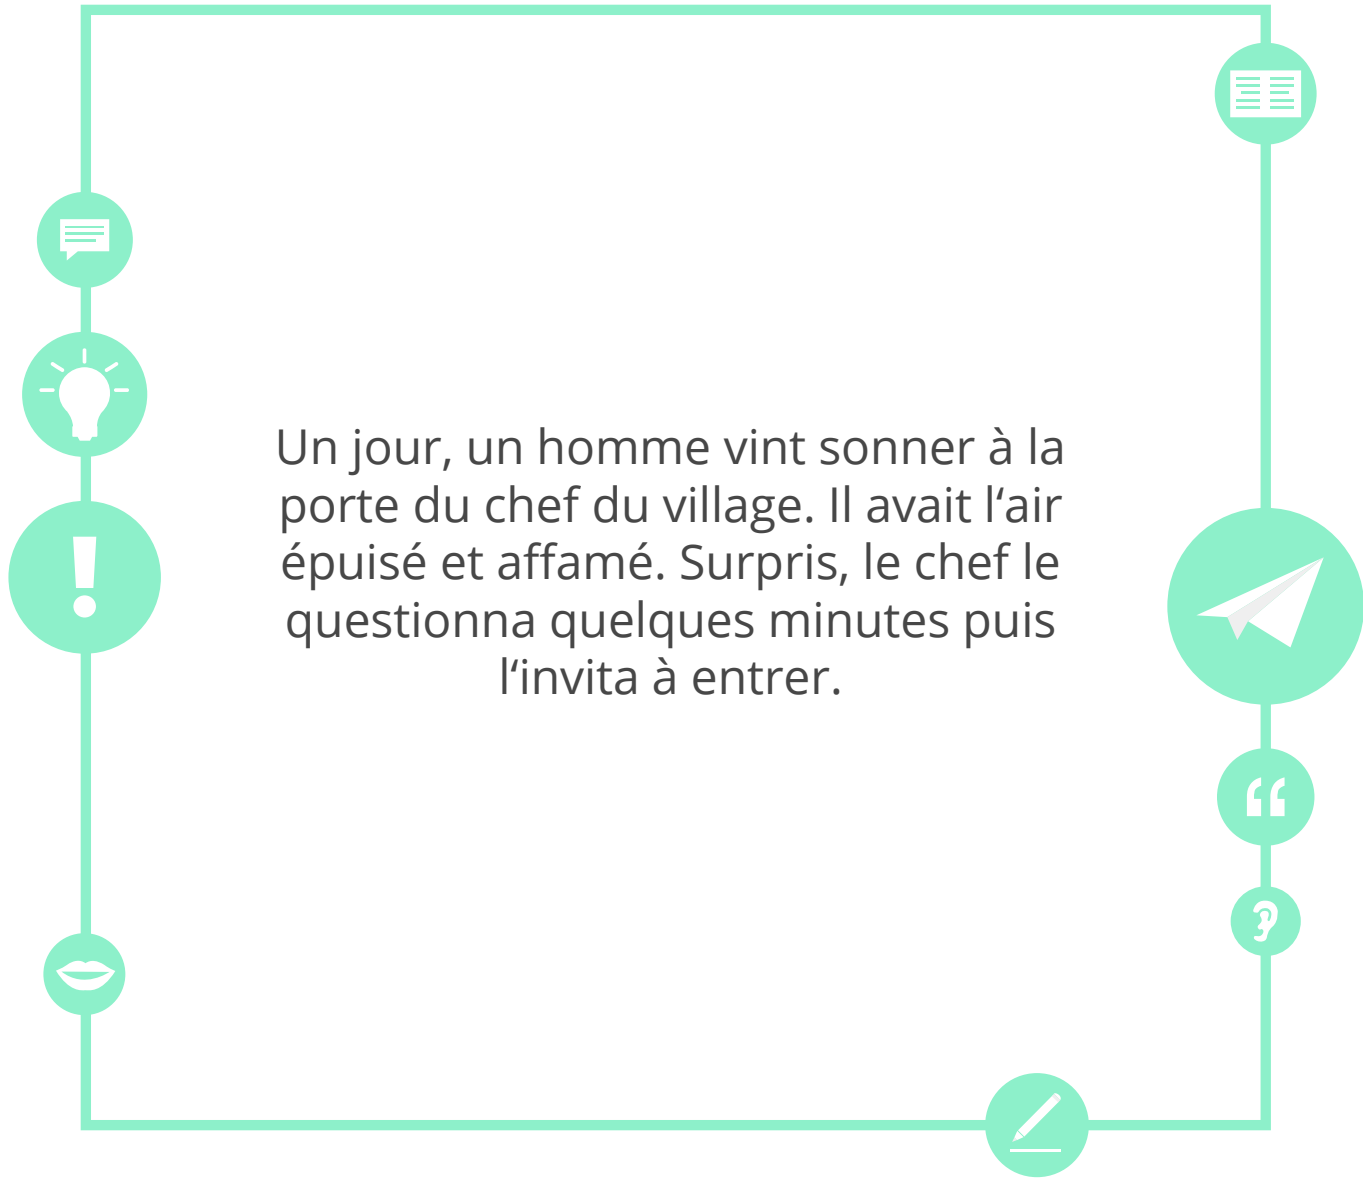 Un jour, un homme vint sonner à la
porte du chef du village. Il avait l‘air
épuisé et affamé. Surpris, le chef le
questionna quelques minutes puis
l‘invita à entrer.